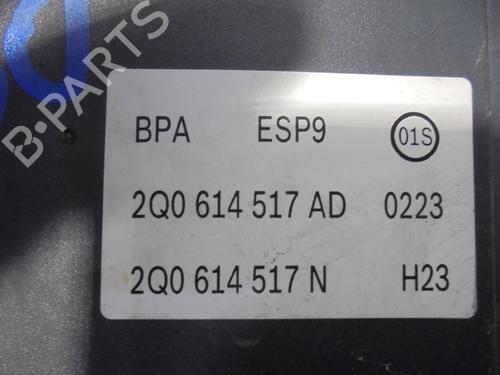 BPA ESP9 01S
2Q0 614 517 AD 0223
2Q0 614 517 N H23
B-PARTS